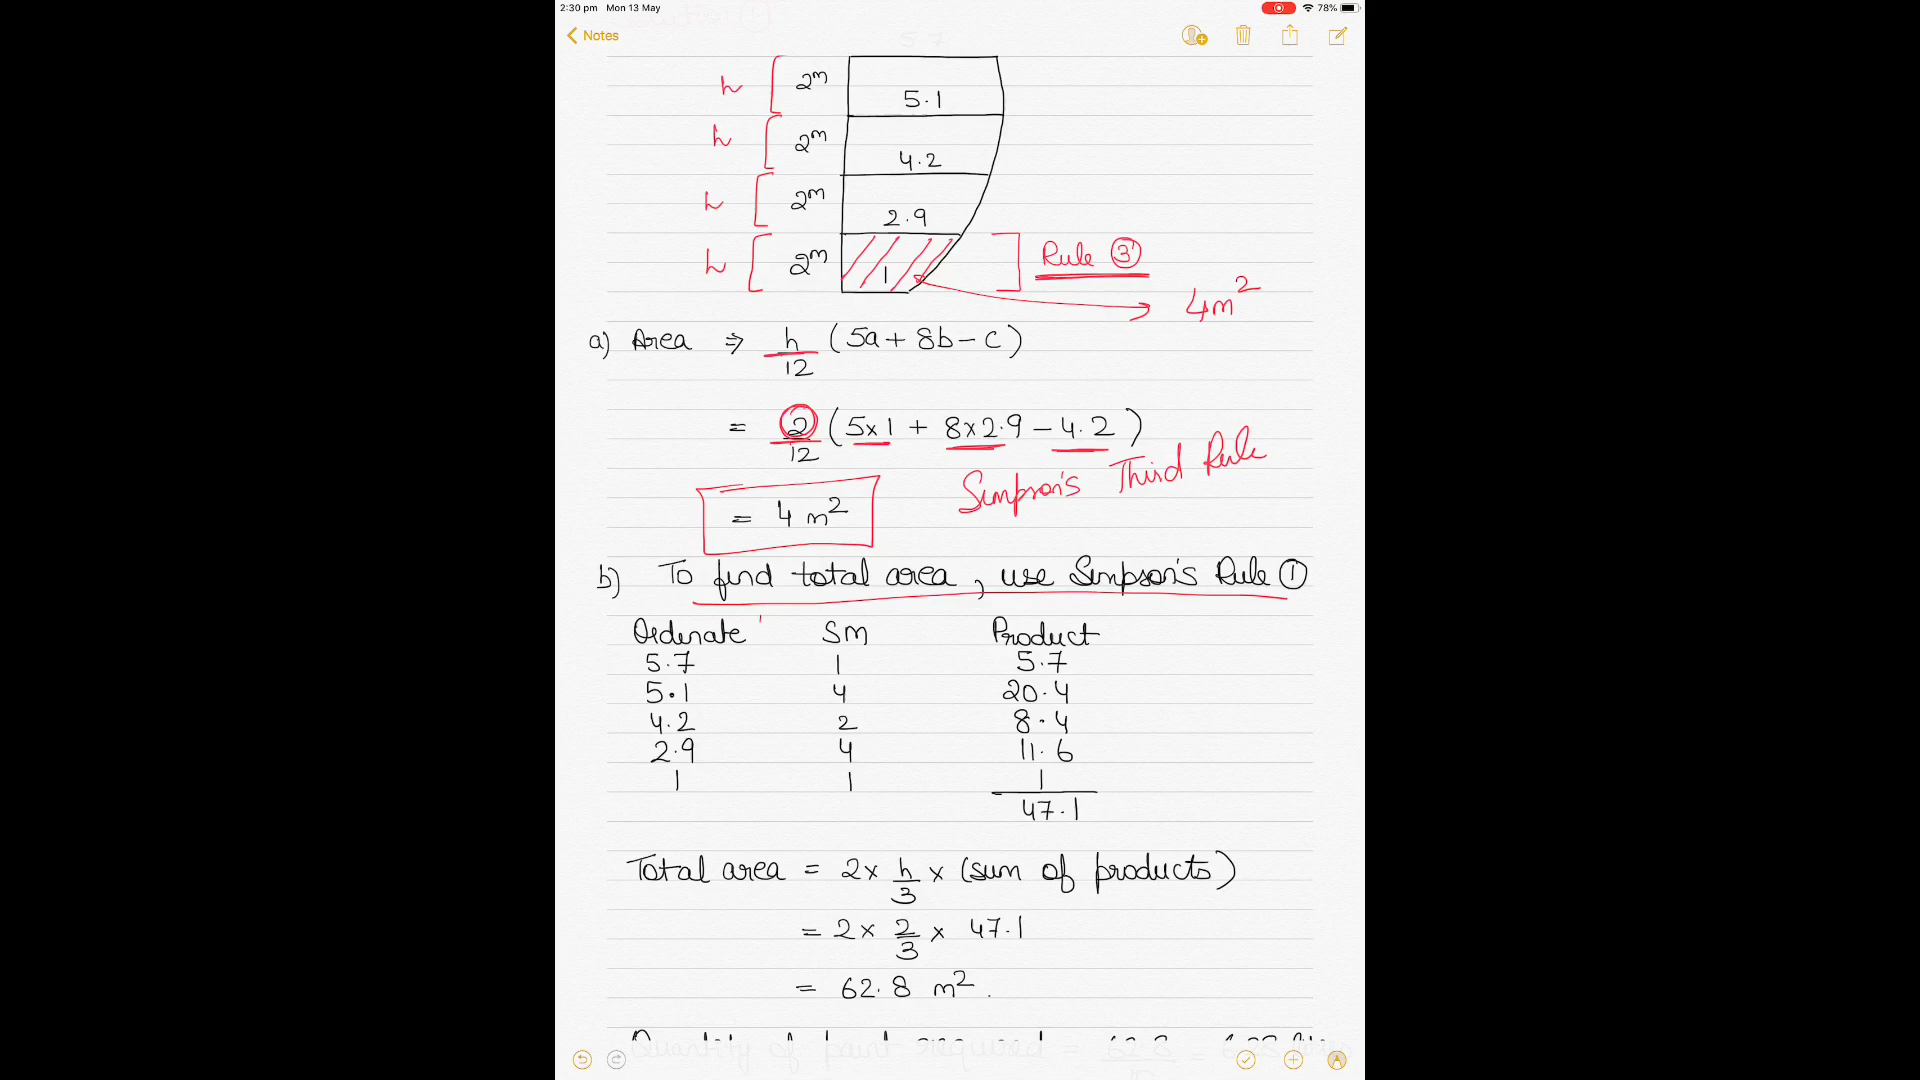 2:30 pm Mon 13 May
78%
Notes
h 2m 5.1
h 2m 4.2
h 2m 2.9
h 2m 1 Rule ③
4m²
a) Area ⇒ h/12 (5a + 8b - c)
= 2/12 (5x1 + 8x2.9 - 4.2)
Simpson's Third Rule
= 4 m²
b) To find total area, use Simpson's Rule ①
Ordinate SM Product
5.7 1 5.7
5.1 4 20.4
4.2 2 8.4
2.9 4 11.6
1 1 1
47.1
Total area = 2 x h/3 x (sum of products)
= 2 x 2/3 x 47.1
= 62.8 m².